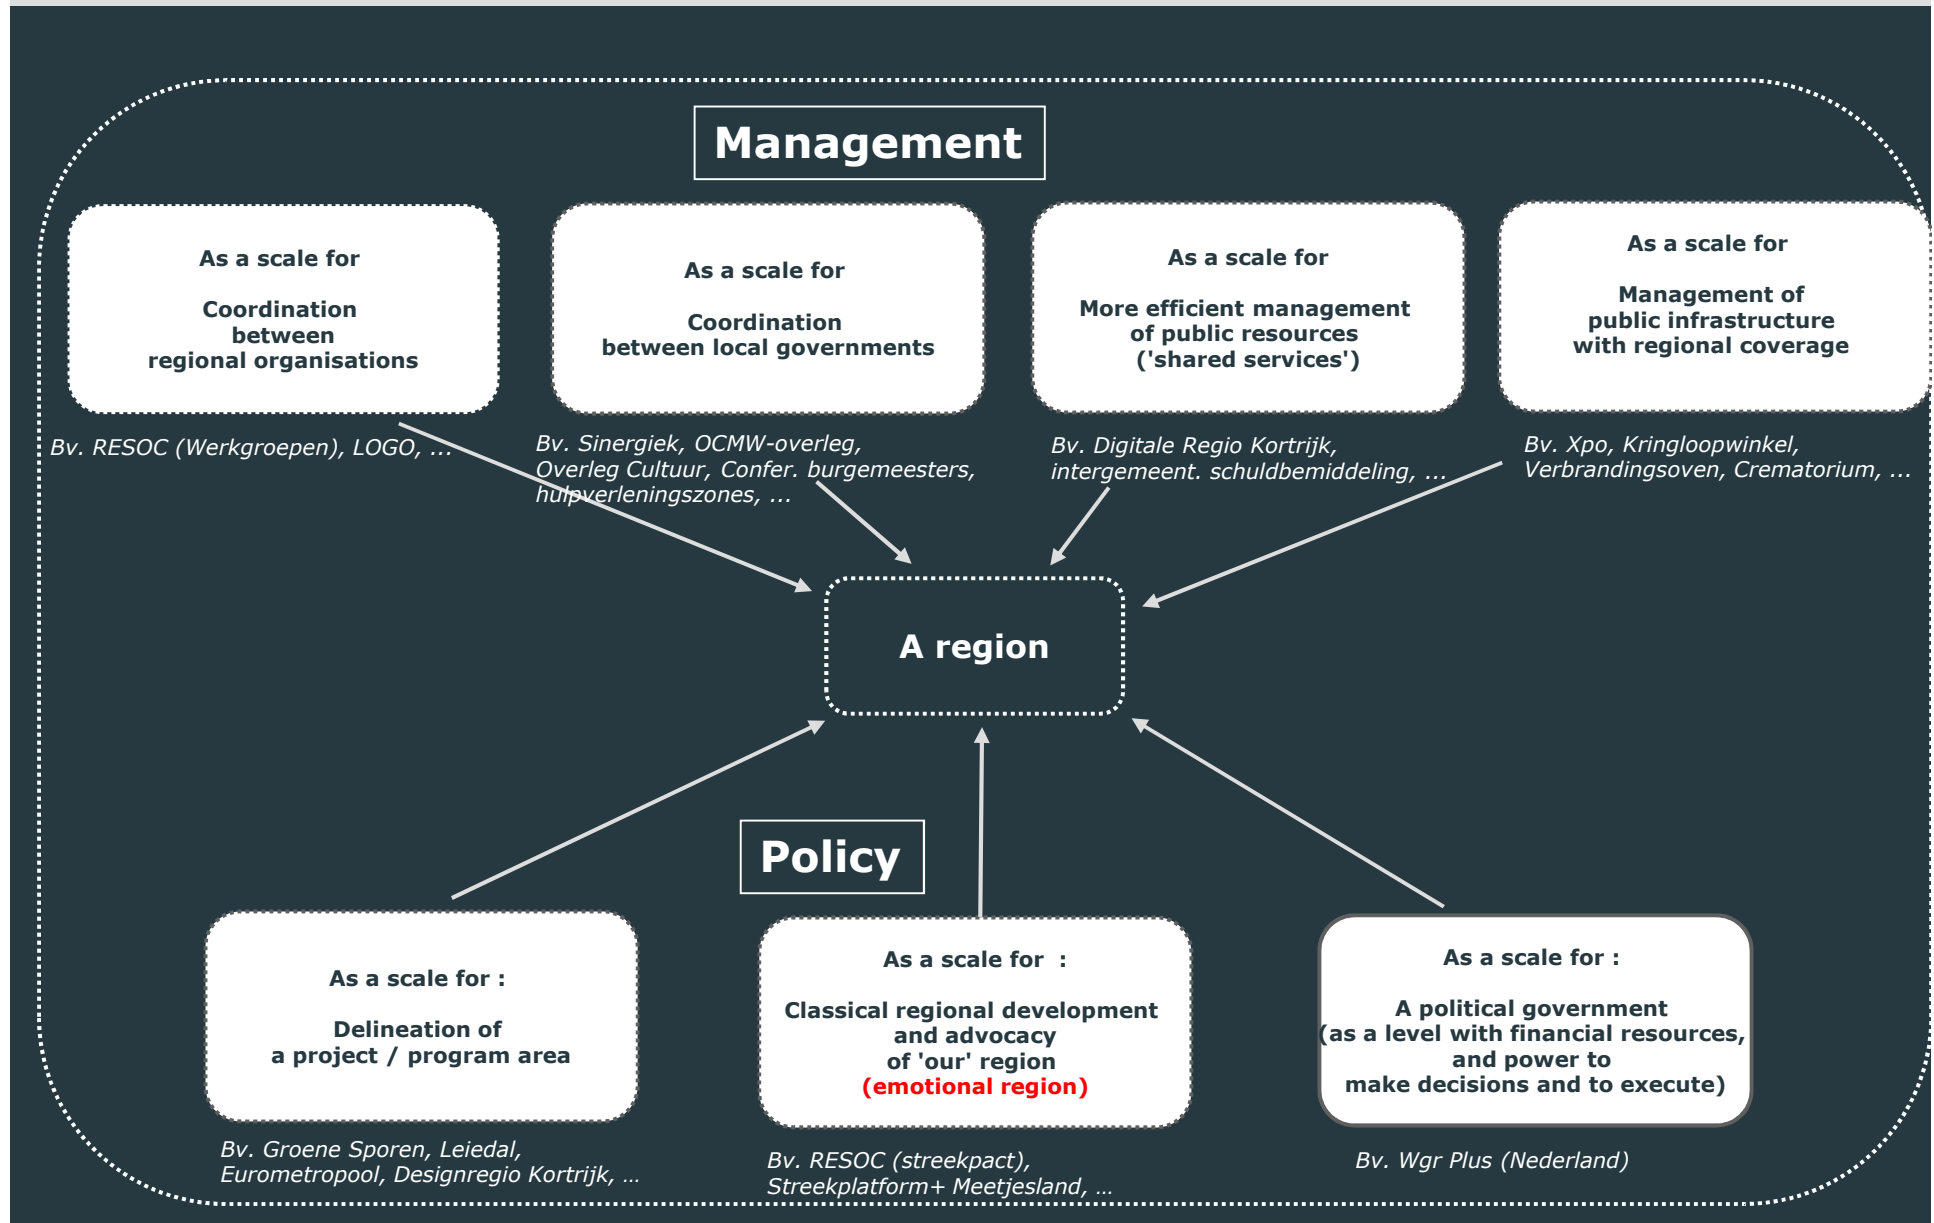 Management
As a scale for
Coordination
between
regional organisations
Bv. RESOC (Werkgroepen), LOGO, …
As a scale for
Coordination
between local governments
Bv. Sinergiek, OCMW-overleg,
Overleg Cultuur, Confer. burgemeesters,
hulpverleningszones, …
As a scale for
More efficient management
of public resources
('shared services')
Bv. Digitale Regio Kortrijk,
intergemeent. schuldbemiddeling, …
As a scale for
Management of
public infrastructure
with regional coverage
Bv. Xpo, Kringloopwinkel,
Verbrandingsoven, Crematorium, …
A region
Policy
As a scale for :
Delineation of
a project / program area
Bv. Groene Sporen, Leiedal,
Eurometropool, Designregio Kortrijk, …
As a scale for  :
Classical regional development
and advocacy
of 'our' region
(emotional region)
Bv. RESOC (streekpact),
Streekplatform+ Meetjesland, …
As a scale for :
A political government
(as a level with financial resources,
and power to
make decisions and to execute)
Bv. Wgr Plus (Nederland)